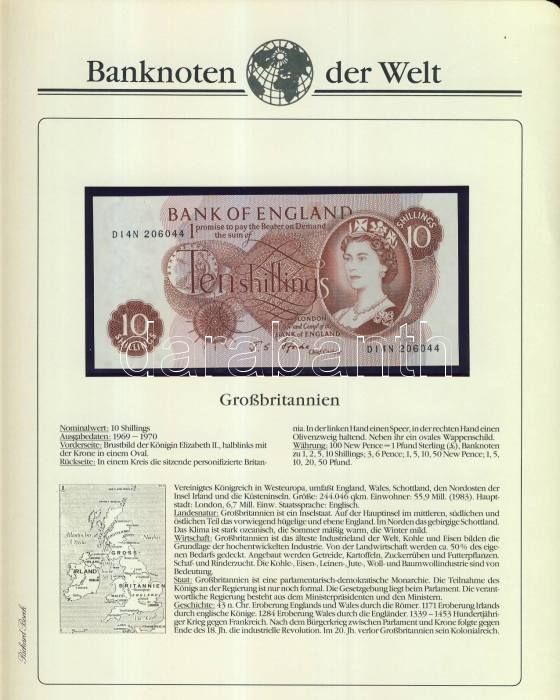 Banknoten der Welt
BANK OF ENGLAND
D14N 206044
I promise to pay the Bearer on Demand
the sum of
Ten shillings
SHILLINGS
10
10
SHILLINGS
LONDON
BANK OF ENGLAND
D14N 206044
darabanth
Großbritannien
Nominalwert: 10 Shillings
Ausgabedaten: 1969 – 1970
Vorderseite: Brustbild der Königin Elizabeth II., halblinks mit
der Krone in einem Oval.
Rückseite: In einem Kreis die sitzende personifizierte Britan-
nia. In der linken Hand einen Speer, in der rechten Hand einen
Olivenzweig haltend. Neben ihr ein ovales Wappenschild.
Währung: 100 New Pence = 1 Pfund Sterling (£), Banknoten
zu 1, 2, 5, 10 Shillings; 3, 6 Pence; 1, 5, 10, 50 New Pence; 1, 5,
10, 20, 50 Pfund.
Vereinigtes Königreich in Westeuropa, umfaßt England, Wales, Schottland, den Nordosten der
Insel Irland und die Küsteninseln. Größe: 244.046 qkm. Einwohner: 55,9 Mill. (1983). Haupt-
stadt: London, 6,7 Mill. Einw. Staatssprache: Englisch.
Landesnatur: Großbritannien ist ein Inselstaat. Auf der Hauptinsel im mittleren, südlichen und
östlichen Teil das vorwiegend hügelige und ebene England. Im Norden das gebirgige Schottland.
Das Klima ist stark ozeanisch, die Sommer mäßig warm, die Winter mild.
Wirtschaft: Großbritannien ist das älteste Industrieland der Welt, Kohle und Eisen bilden die
Grundlage der hochentwickelten Industrie. Von der Landwirtschaft werden ca. 50 % des eige-
nen Bedarfs gedeckt. Angebaut werden Getreide, Kartoffeln, Zuckerrüben und Futterpflanzen.
Schaf- und Rinderzucht. Die Kohle-, Eisen-, Leinen-, Jute-, Woll- und Baumwollindustrie sind von
Bedeutung.
Staat: Großbritannien ist eine parlamentarisch-demokratische Monarchie. Die Teilnahme des
Königs an der Regierung ist nur noch formal. Die Gesetzgebung liegt beim Parlament. Die verant-
wortliche Regierung besteht aus dem Ministerpräsidenten und den Ministern.
Geschichte: 43 n. Chr. Eroberung Englands und Wales durch die Römer. 1171 Eroberung Irlands
durch englische Könige. 1284 Eroberung Wales durch die Engländer. 1339 – 1453 Hundertjähri-
ger Krieg gegen Frankreich. Nach dem Bürgerkrieg zwischen Parlament und Krone folgte gegen
Ende des 18. Jh. die industrielle Revolution. Im 20. Jh. verlor Großbritannien sein Kolonialreich.
GROSS-
BRITANNIEN
IRLAND
Richard Borek